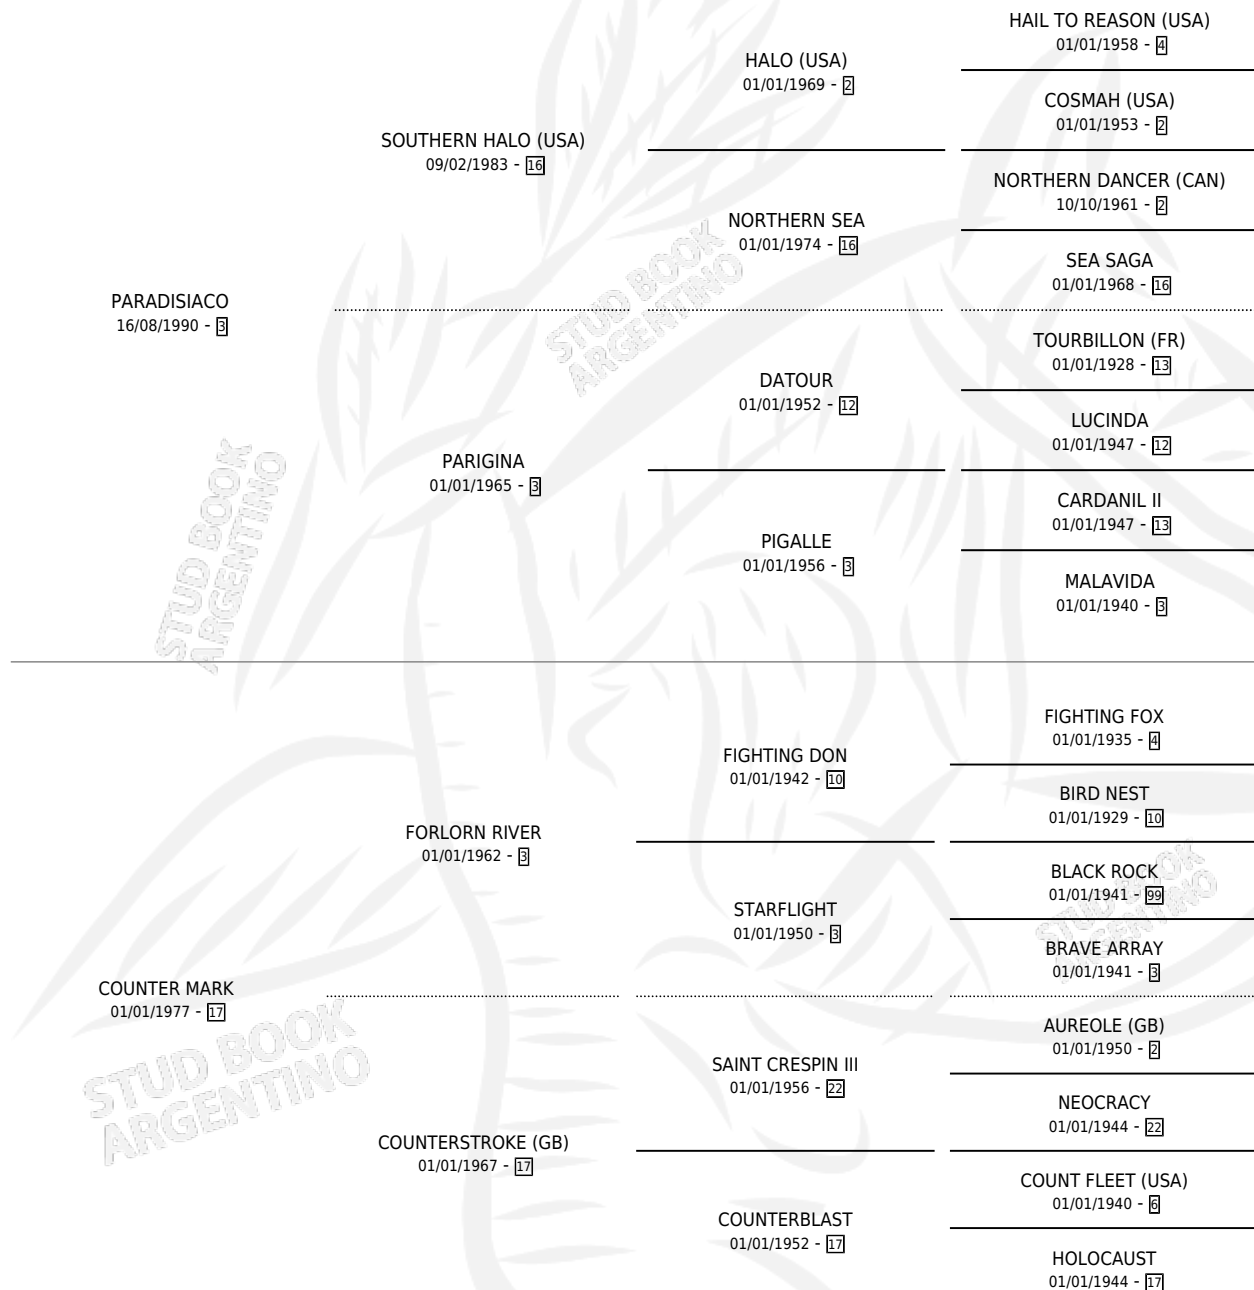 HAIL TO REASON (USA)
01/01/1958 - 4
HALO (USA)
01/01/1969 - 2
COSMAH (USA)
01/01/1953 - 2
SOUTHERN HALO (USA)
09/02/1983 - 16
NORTHERN DANCER (CAN)
10/10/1961 - 2
NORTHERN SEA
01/01/1974 - 16
SEA SAGA
01/01/1968 - 16
PARADISIACO
16/08/1990 - 3
STUD BOOK
ARGENTINO
TOURBILLON (FR)
01/01/1928 - 13
DATOUR
01/01/1952 - 12
LUCINDA
01/01/1947 - 12
PARIGINA
01/01/1965 - 3
CARDANIL II
01/01/1947 - 13
PIGALLE
01/01/1956 - 3
MALAVIDA
01/01/1940 - 3
STUD BOOK
ARGENTINO
FIGHTING FOX
01/01/1935 - 4
FIGHTING DON
01/01/1942 - 10
BIRD NEST
01/01/1929 - 10
FORLORN RIVER
01/01/1962 - 3
BLACK ROCK
01/01/1941 - 99
STARFLIGHT
01/01/1950 - 3
BRAVE ARRAY
01/01/1941 - 3
STUD BOOK
ARGENTINO
COUNTER MARK
01/01/1977 - 17
AUREOLE (GB)
01/01/1950 - 2
SAINT CRESPIN III
01/01/1956 - 22
NEOCRACY
01/01/1944 - 22
STUD BOOK
ARGENTINO
COUNTERSTROKE (GB)
01/01/1967 - 17
COUNT FLEET (USA)
01/01/1940 - 6
COUNTERBLAST
01/01/1952 - 17
HOLOCAUST
01/01/1944 - 17